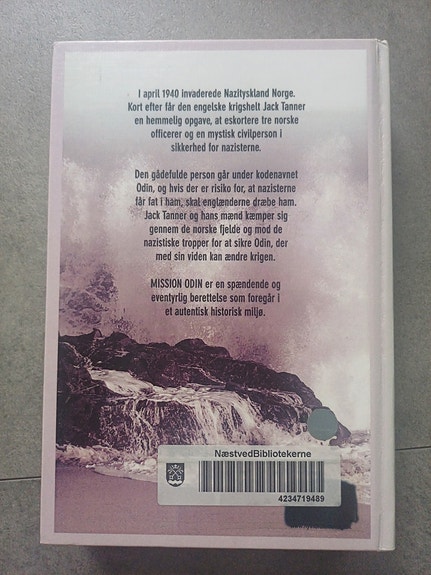 I april 1940 invaderede Nazityskland Norge.
Kort efter får den engelske krigshelt Jack Tanner
en hemmelig opgave, at eskortere tre norske
officerer og en mystisk civilperson i
sikkerhed for nazisterne.
Den gådefulde person går under kodenavnet
Odin, og hvis der er risiko for, at nazisterne
får fat i ham, skal englænderne dræbe ham.
Jack Tanner og hans mænd kæmper sig
gennem de norske fjelde og mod de
nazistiske tropper for at sikre Odin, der
med sin viden kan ændre krigen.
MISSION ODIN er en spændende og
eventyrlig berettelse som foregår i
et autentisk historisk miljø.
NæstvedBibliotekerne
4234719489